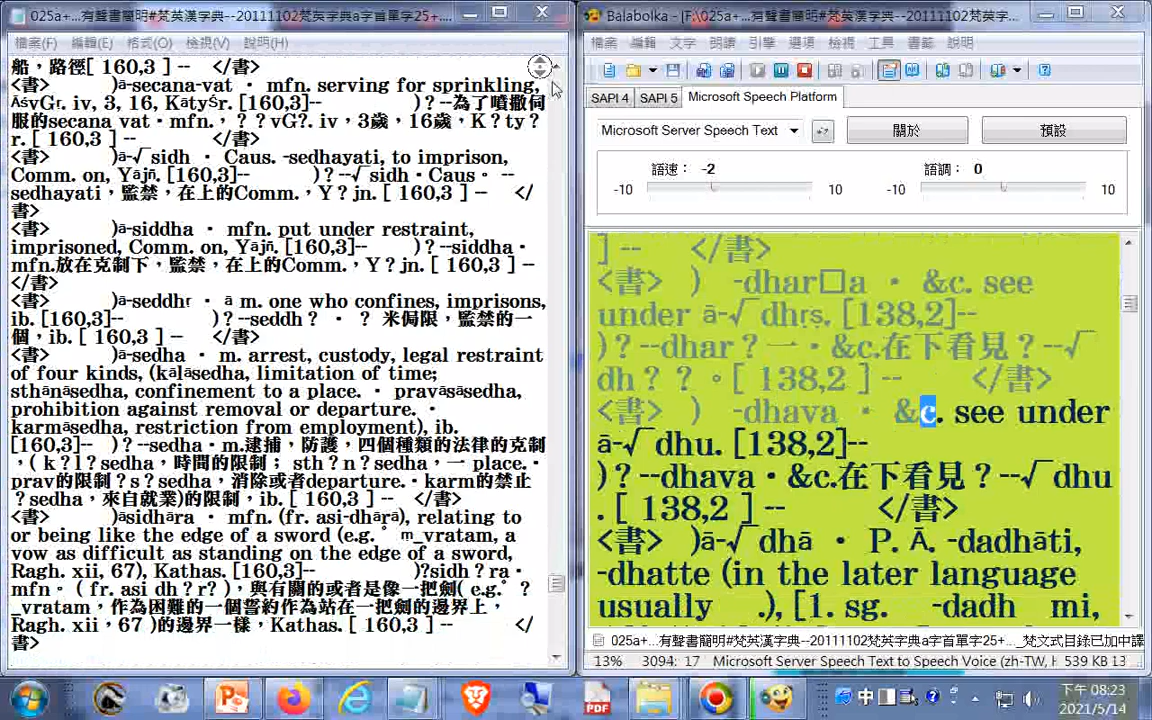 025a+...有聲書簡明#梵英漢字典--20111102梵英字典a字首單字25+...
檔案(F) 編輯(E) 格式(O) 檢視(V) 說明(H)
船，路徑[ 160,3 ] -- </書>
<書> )ā-secana-vat · mfn. serving for sprinkling,
ĀśvGṛ. iv, 3, 16, KātyŚr. [160,3]-- )？--為了噴撒伺
服的secana vat·mfn.，？？vG?. iv，3歲，16歲，K？ty？
r. [ 160,3 ] -- </書>
<書> )ā-√ sidh · Caus. -sedhayati, to imprison,
Comm. on, Yājñ. [160,3]-- )？--√sidh·Caus。--
sedhayati，監禁，在上的Comm.，Y？jn. [ 160,3 ] -- </
書>
<書> )ā-siddha · mfn. put under restraint,
imprisoned, Comm. on, Yājñ. [160,3]-- )？--siddha·
mfn.放在克制下，監禁，在上的Comm.，Y？jn. [ 160,3 ] --
</書>
<書> )ā-seddhṛ · ā m. one who confines, imprisons,
ib. [160,3]-- )？--seddh？·？ 米侷限，監禁的一
個，ib. [ 160,3 ] -- </書>
<書> )ā-sedha · m. arrest, custody, legal restraint
of four kinds, (kālāsedha, limitation of time;
sthānāsedha, confinement to a place. · pravāsāsedha,
prohibition against removal or departure. ·
karmāsedha, restriction from employment), ib.
[160,3]-- )？--sedha·m.逮捕，防護，四個種類的法律的克制
，( k？l？sedha，時間的限制； sth？n？sedha，一 place.·
prav的限制？s？sedha，消除或者departure.·karm的禁止
？sedha，來自就業)的限制，ib. [ 160,3 ] -- </書>
<書> )āsidhāra · mfn. (fr. asi-dhārā), relating to
or being like the edge of a sword (e.g. ° m_vratam, a
vow as difficult as standing on the edge of a sword,
Ragh. xii, 67), Kathas. [160,3]-- )?sidh？ra·
mfn。( fr. asi dh？r? )，與有關的或者是像一把劍( e.g.° ？
_vratam，作為困難的一個誓約作為站在一把劍的邊界上，
Ragh. xii，67 )的邊界一樣，Kathas. [ 160,3 ] -- </
書>
Balabolka - [F:\025a+...有聲書簡明#梵英漢字典--20111102梵英字...
檔案 編輯 文字 朗讀 引擎 選項 檢視 工具 書籤 說明
SAPI 4 SAPI 5 Microsoft Speech Platform
Microsoft Server Speech Text 關於 預設
語速： -2 語調： 0
-10 10 -10 10
] -- </書>
<書> ) -dhar□a · &c. see
under ā-√ dhṛṣ. [138,2]--
)？--dhar？一·&c.在下看見？--√
dh？？。[ 138,2 ] -- </書>
<書> ) -dhava · &c. see under
ā-√ dhu. [138,2]--
)？--dhava·&c.在下看見？--√dhu
. [ 138,2 ] -- </書>
<書> )ā-√dhā · P. Ā. -dadhāti,
-dhatte (in the later language
usually .), [1. sg. -dadh mi,
025a+...有聲書簡明#梵英漢字典--20111102梵英字典a字首單字25+..._梵文式目錄已加中譯
13% 3094: 17 Microsoft Server Speech Text to Speech Voice (zh-TW, H 539 KB 13
中
下午 08:23
2021/5/14